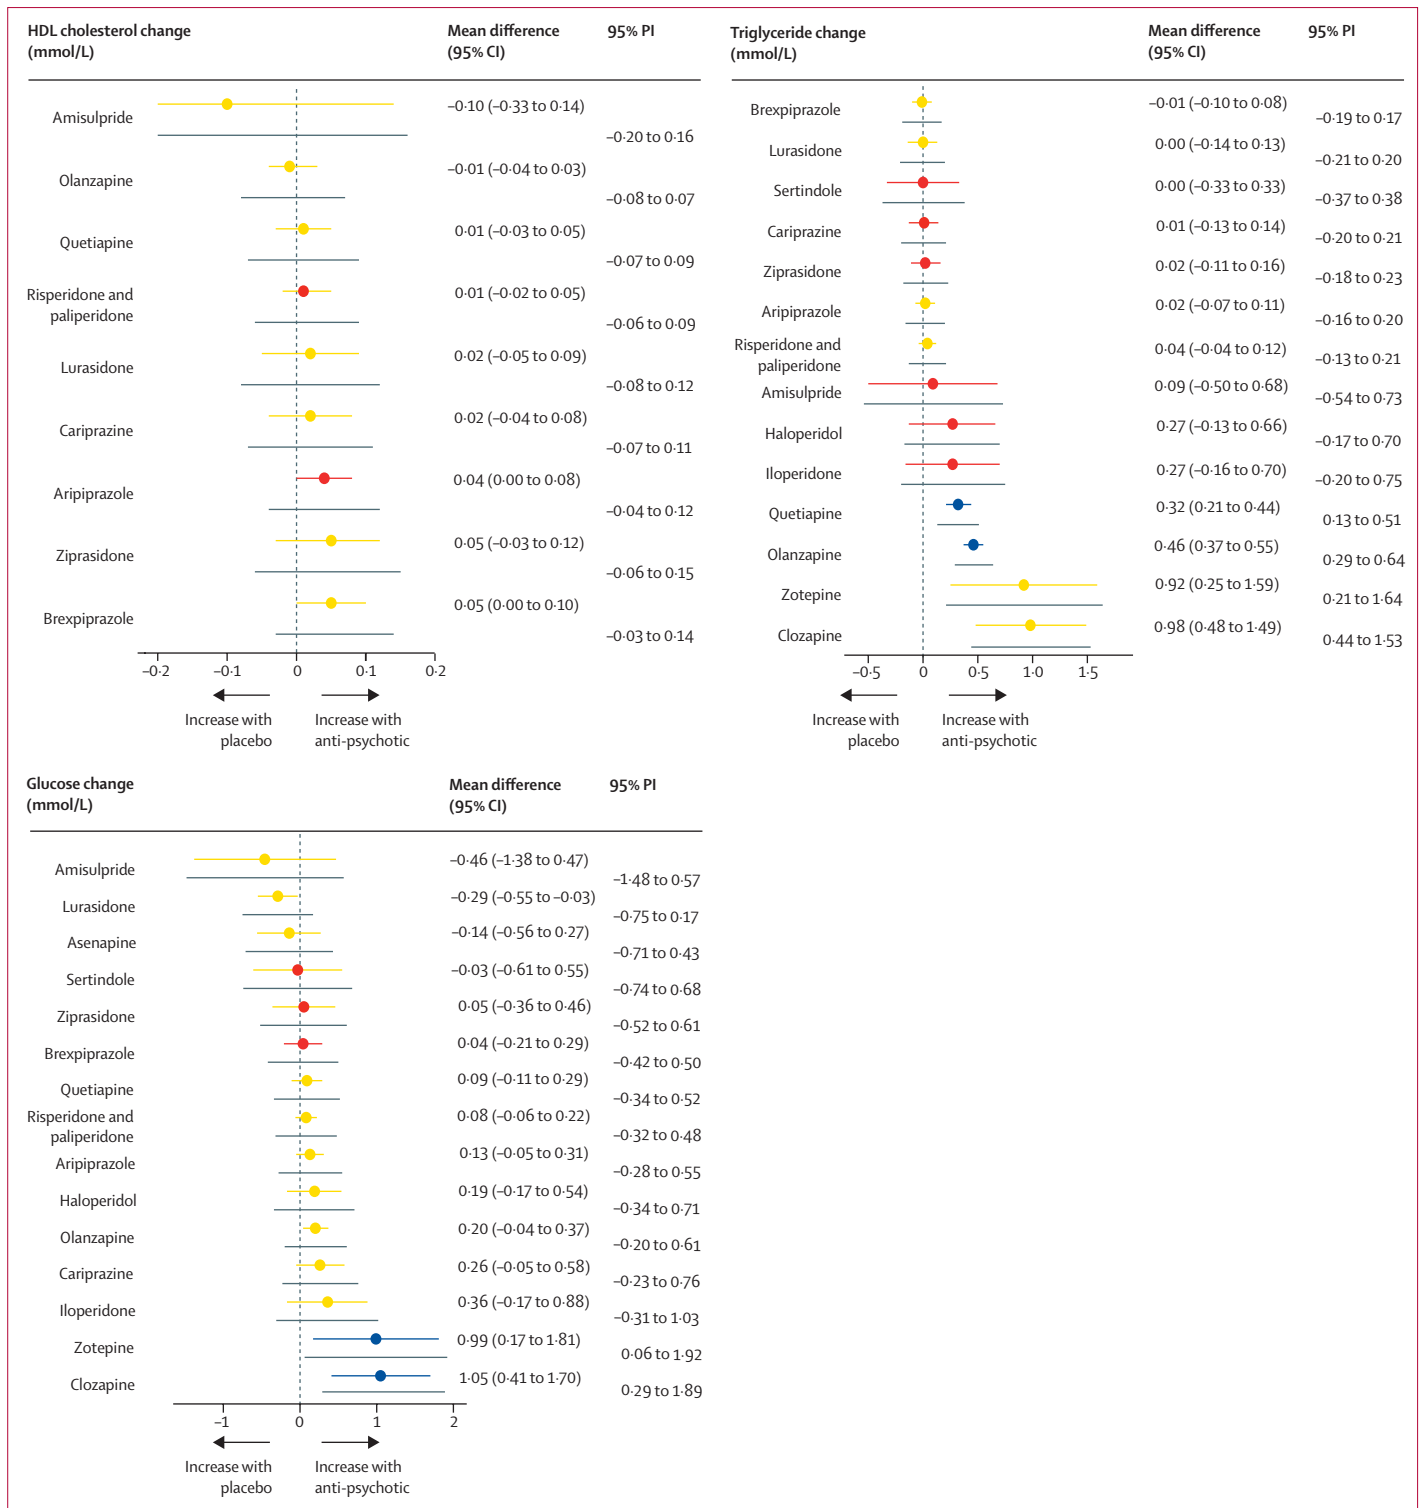 HDL cholesterol change
(mmol/L)
Mean difference
(95% CI)
95% PI
Amisulpride
–0·10 (–0·33 to 0·14)
–0·20 to 0·16
Olanzapine
–0·01 (–0·04 to 0·03)
–0·08 to 0·07
Quetiapine
0·01 (–0·03 to 0·05)
–0·07 to 0·09
Risperidone and
paliperidone
0·01 (–0·02 to 0·05)
–0·06 to 0·09
Lurasidone
0·02 (–0·05 to 0·09)
–0·08 to 0·12
Cariprazine
0·02 (–0·04 to 0·08)
–0·07 to 0·11
Aripiprazole
0·04 (0·00 to 0·08)
–0·04 to 0·12
Ziprasidone
0·05 (–0·03 to 0·12)
–0·06 to 0·15
Brexpiprazole
0·05 (0·00 to 0·10)
–0·03 to 0·14
–0·2 –0·1 0 0·1 0·2
Increase with
placebo
Increase with
anti-psychotic
Triglyceride change
(mmol/L)
Mean difference
(95% CI)
95% PI
Brexpiprazole
–0·01 (–0·10 to 0·08)
–0·19 to 0·17
Lurasidone
0·00 (–0·14 to 0·13)
–0·21 to 0·20
Sertindole
0·00 (–0·33 to 0·33)
–0·37 to 0·38
Cariprazine
0·01 (–0·13 to 0·14)
–0·20 to 0·21
Ziprasidone
0·02 (–0·11 to 0·16)
–0·18 to 0·23
Aripiprazole
0·02 (–0·07 to 0·11)
–0·16 to 0·20
Risperidone and
paliperidone
0·04 (–0·04 to 0·12)
–0·13 to 0·21
Amisulpride
0·09 (–0·50 to 0·68)
–0·54 to 0·73
Haloperidol
0·27 (–0·13 to 0·66)
–0·17 to 0·70
Iloperidone
0·27 (–0·16 to 0·70)
–0·20 to 0·75
Quetiapine
0·32 (0·21 to 0·44)
0·13 to 0·51
Olanzapine
0·46 (0·37 to 0·55)
0·29 to 0·64
Zotepine
0·92 (0·25 to 1·59)
0·21 to 1·64
Clozapine
0·98 (0·48 to 1·49)
0·44 to 1·53
–0·5 0 0·5 1·0 1·5
Increase with
placebo
Increase with
anti-psychotic
Glucose change
(mmol/L)
Mean difference
(95% CI)
95% PI
Amisulpride
–0·46 (–1·38 to 0·47)
–1·48 to 0·57
Lurasidone
–0·29 (–0·55 to –0·03)
–0·75 to 0·17
Asenapine
–0·14 (–0·56 to 0·27)
–0·71 to 0·43
Sertindole
–0·03 (–0·61 to 0·55)
–0·74 to 0·68
Ziprasidone
0·05 (–0·36 to 0·46)
–0·52 to 0·61
Brexpiprazole
0·04 (–0·21 to 0·29)
–0·42 to 0·50
Quetiapine
0·09 (–0·11 to 0·29)
–0·34 to 0·52
Risperidone and
paliperidone
0·08 (–0·06 to 0·22)
–0·32 to 0·48
Aripiprazole
0·13 (–0·05 to 0·31)
–0·28 to 0·55
Haloperidol
0·19 (–0·17 to 0·54)
–0·34 to 0·71
Olanzapine
0·20 (–0·04 to 0·37)
–0·20 to 0·61
Cariprazine
0·26 (–0·05 to 0·58)
–0·23 to 0·76
Iloperidone
0·36 (–0·17 to 0·88)
–0·31 to 1·03
Zotepine
0·99 (0·17 to 1·81)
0·06 to 1·92
Clozapine
1·05 (0·41 to 1·70)
0·29 to 1·89
–1 0 1 2
Increase with
placebo
Increase with
anti-psychotic